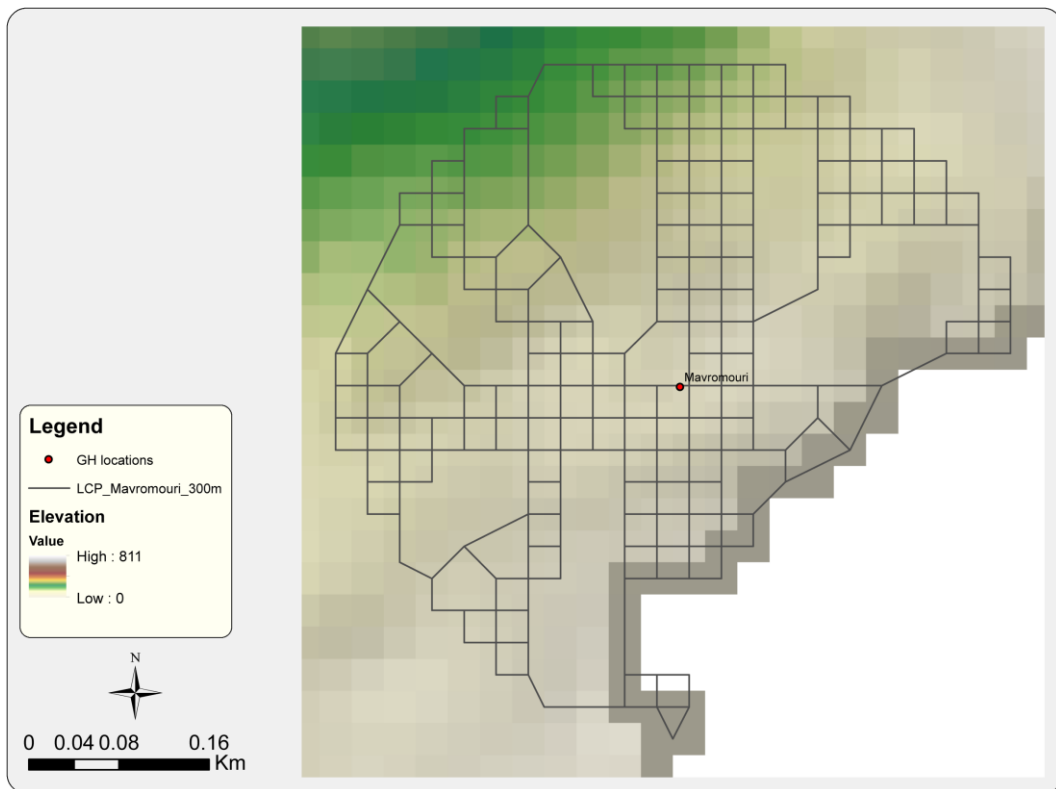 Mavromouri
Legend
GH locations
LCP_Mavromouri_300m
Elevation
Value
High : 811
Low : 0
N
0 0.04 0.08 0.16
Km